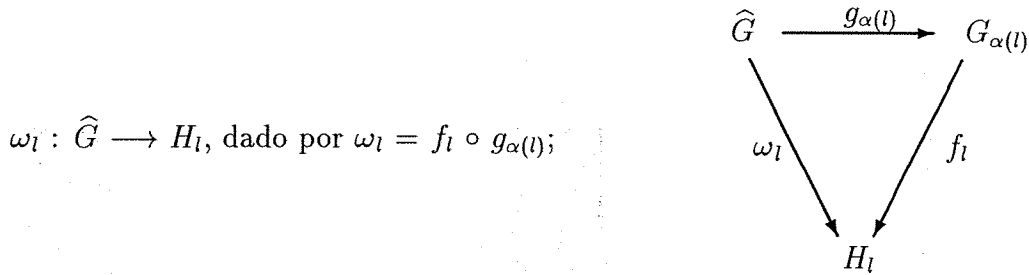 ω_l : Ĝ ⟶ H_l, dado por ω_l = f_l ∘ g_{α(l)};
Ĝ g_{α(l)} G_{α(l)}
ω_l f_l
H_l